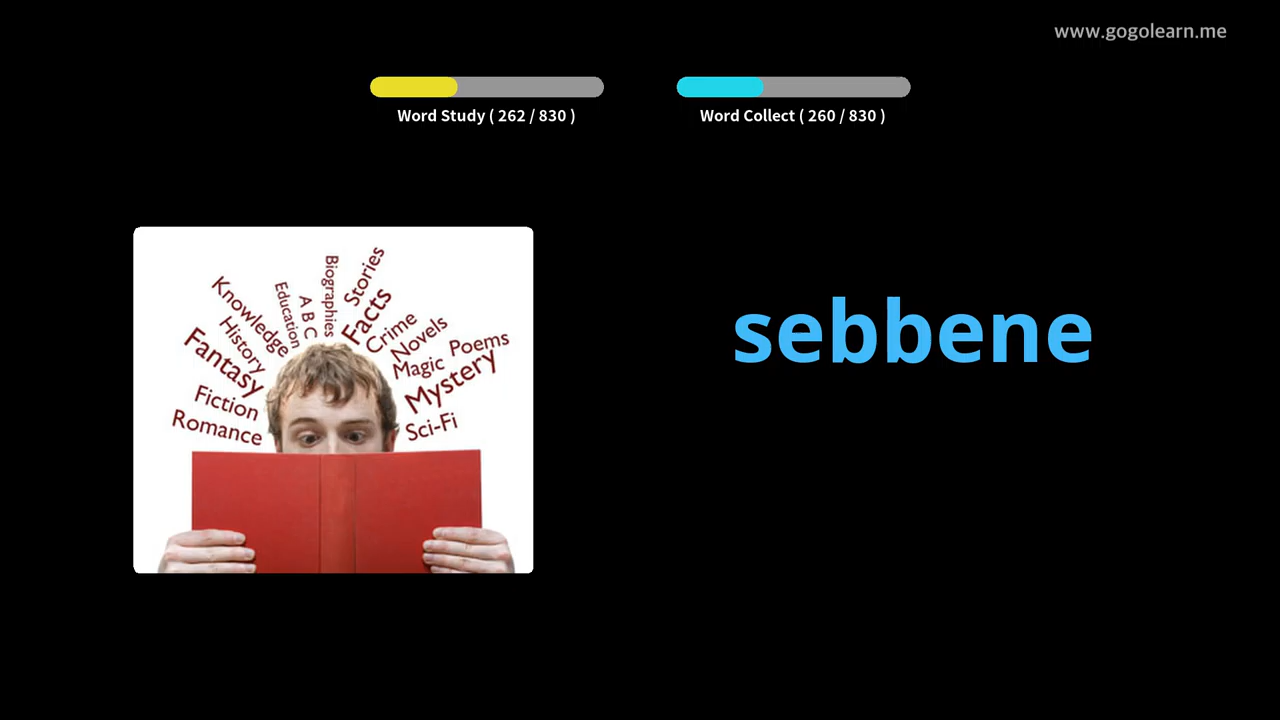 www.gogolearn.me
Word Study ( 262 / 830 )
Word Collect ( 260 / 830 )
sebbene
Biographies
Stories
Education
A B C
Facts
Knowledge
Crime
History
Novels
Fantasy
Magic
Poems
Mystery
Fiction
Romance
Sci-Fi